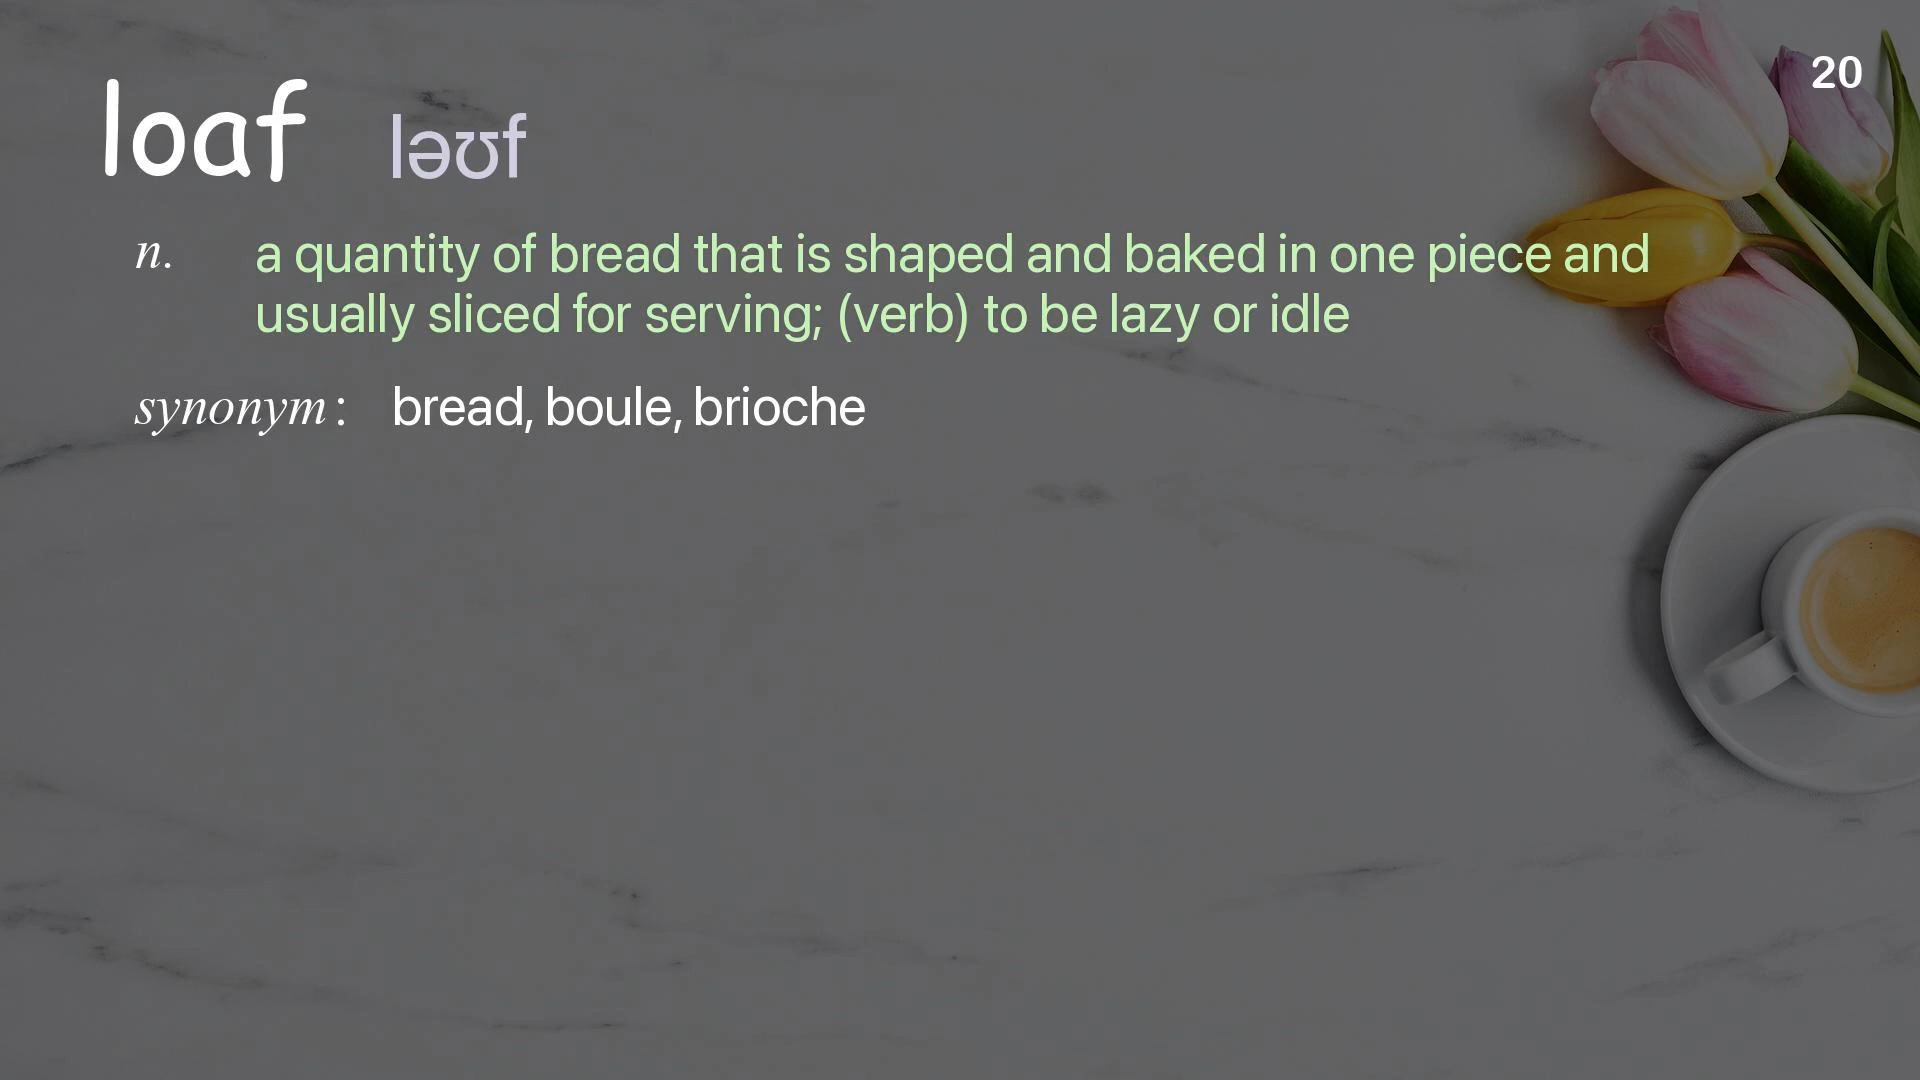 20
loaf ləʊf
n. a quantity of bread that is shaped and baked in one piece and
usually sliced for serving; (verb) to be lazy or idle
synonym: bread, boule, brioche